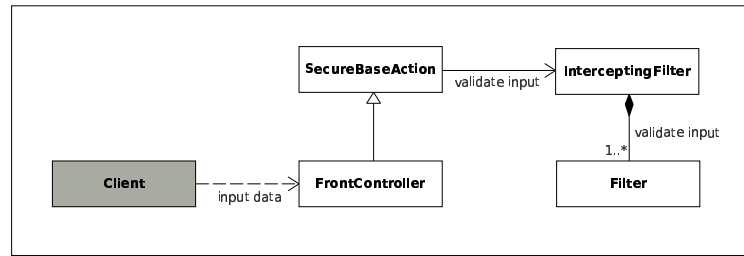 SecureBaseAction
validate input
InterceptingFilter
validate input
1..*
Client
input data
FrontController
Filter